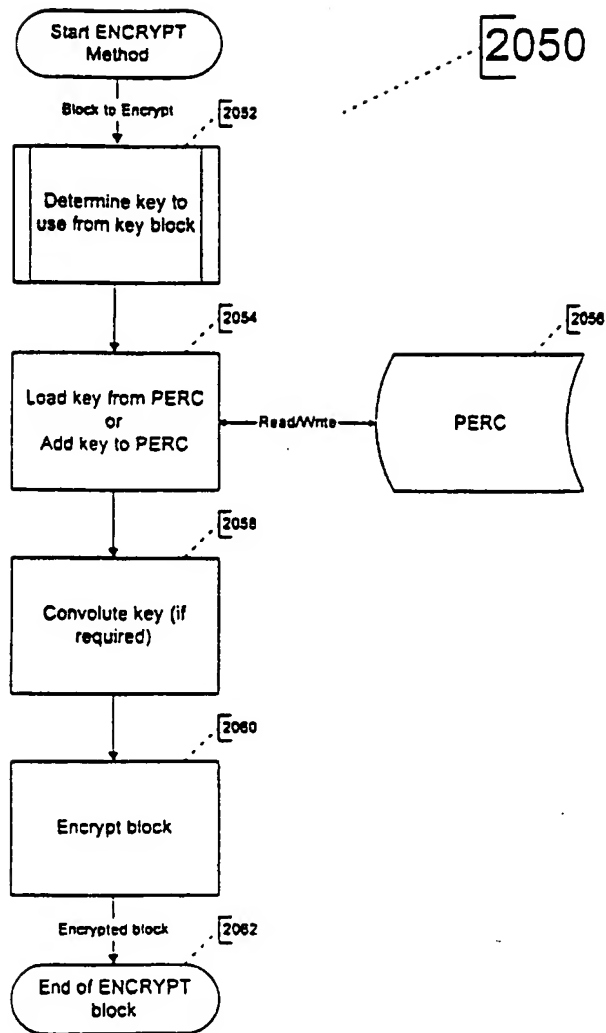 Start ENCRYPT
Method
2050
Block to Encrypt
2052
Determine key to
use from key block
2054
Load key from PERC
or
Add key to PERC
Read/Write
2056
PERC
2058
Convolute key (if
required)
2060
Encrypt block
Encrypted block
2062
End of ENCRYPT
block